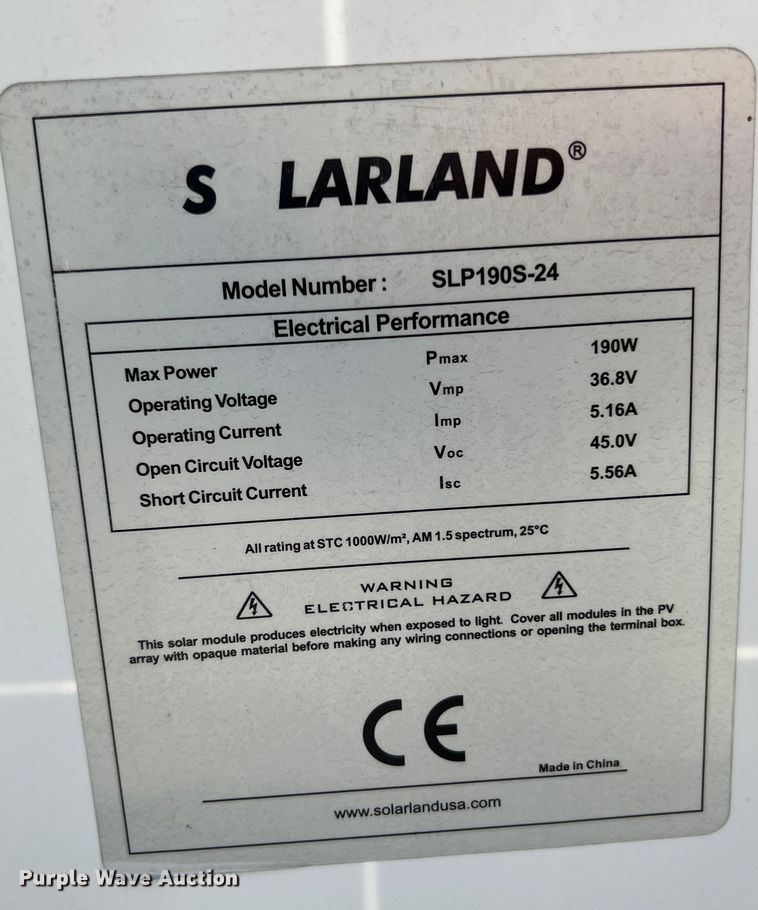 S LARLAND®
Model Number: SLP190S-24
Electrical Performance
Max Power Pmax 190W
Operating Voltage Vmp 36.8V
Operating Current Imp 5.16A
Open Circuit Voltage Voc 45.0V
Short Circuit Current Isc 5.56A
All rating at STC 1000W/m², AM 1.5 spectrum, 25°C
WARNING
ELECTRICAL HAZARD
This solar module produces electricity when exposed to light. Cover all modules in the PV
array with opaque material before making any wiring connections or opening the terminal box.
CE
Made in China
www.solarlandusa.com
Purple Wave Auction